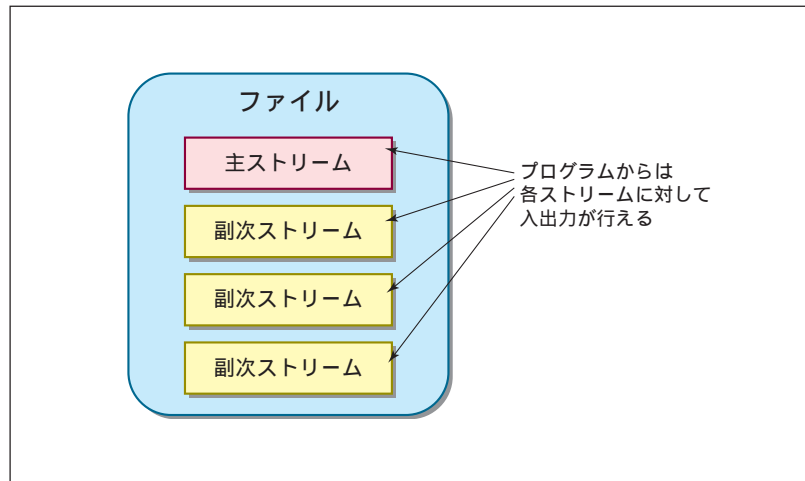 ファイル
主ストリーム
副次ストリーム
副次ストリーム
副次ストリーム
プログラムからは
各ストリームに対して
入出力が行える